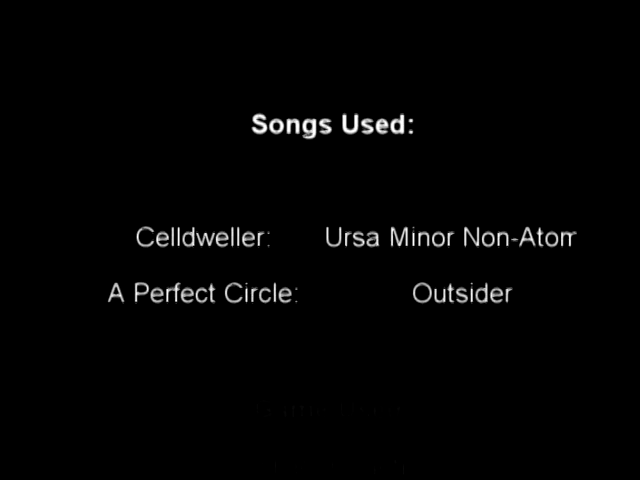 Songs Used:
Celldweller: Ursa Minor Non-Atom
A Perfect Circle: Outsider